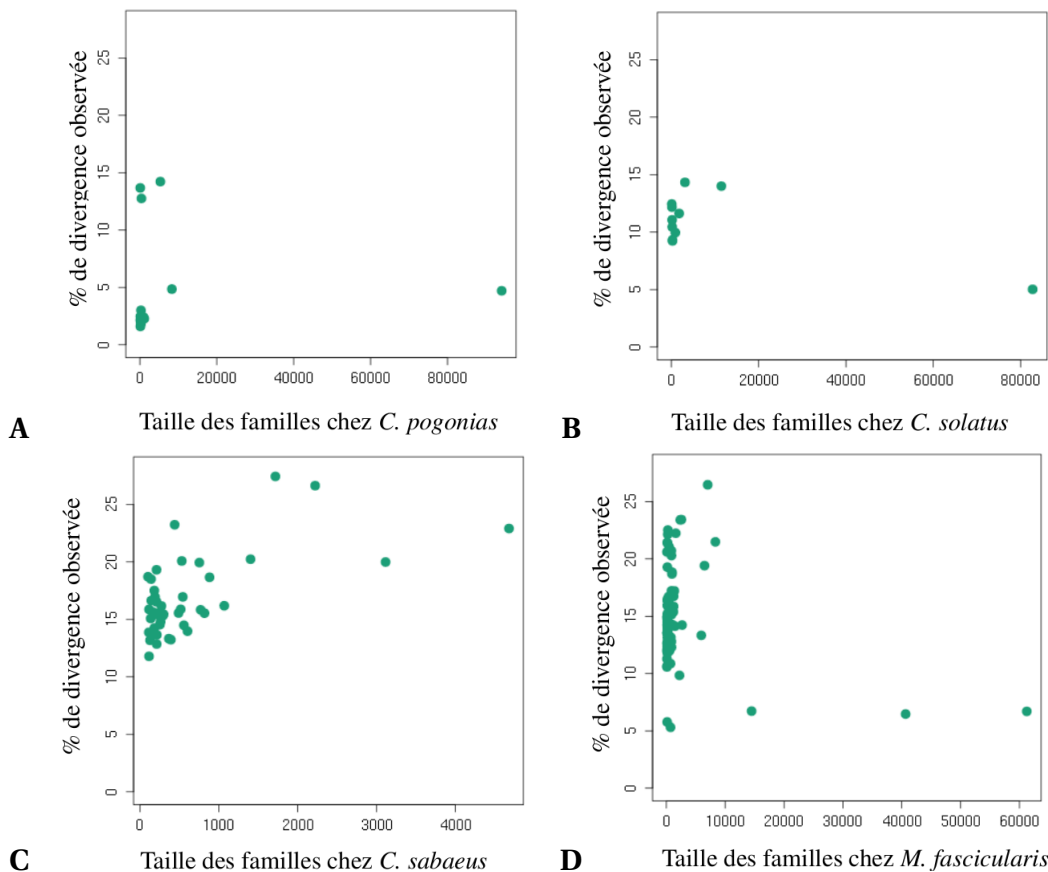 % de divergence observée
25
20
15
10
5
0
0 20000 40000 60000 80000
A Taille des familles chez C. pogonias
% de divergence observée
25
20
15
10
5
0
0 20000 40000 60000 80000
B Taille des familles chez C. solatus
% de divergence observée
25
20
15
10
5
0
0 1000 2000 3000 4000
C Taille des familles chez C. sabaeus
% de divergence observée
25
20
15
10
5
0
0 10000 20000 30000 40000 50000 60000
D Taille des familles chez M. fascicularis